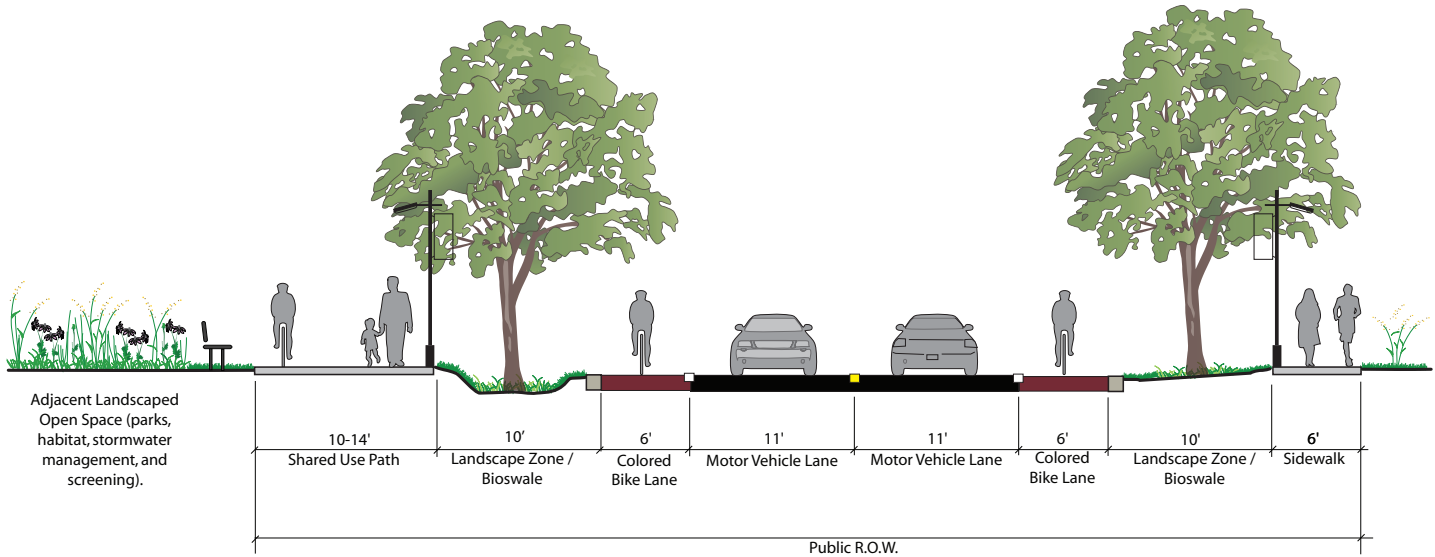 Adjacent Landscaped
Open Space (parks,
habitat, stormwater
management, and
screening).
10-14'
Shared Use Path
10'
Landscape Zone /
Bioswale
6'
Colored
Bike Lane
11'
Motor Vehicle Lane
11'
Motor Vehicle Lane
6'
Colored
Bike Lane
10'
Landscape Zone /
Bioswale
6'
Sidewalk
Public R.O.W.